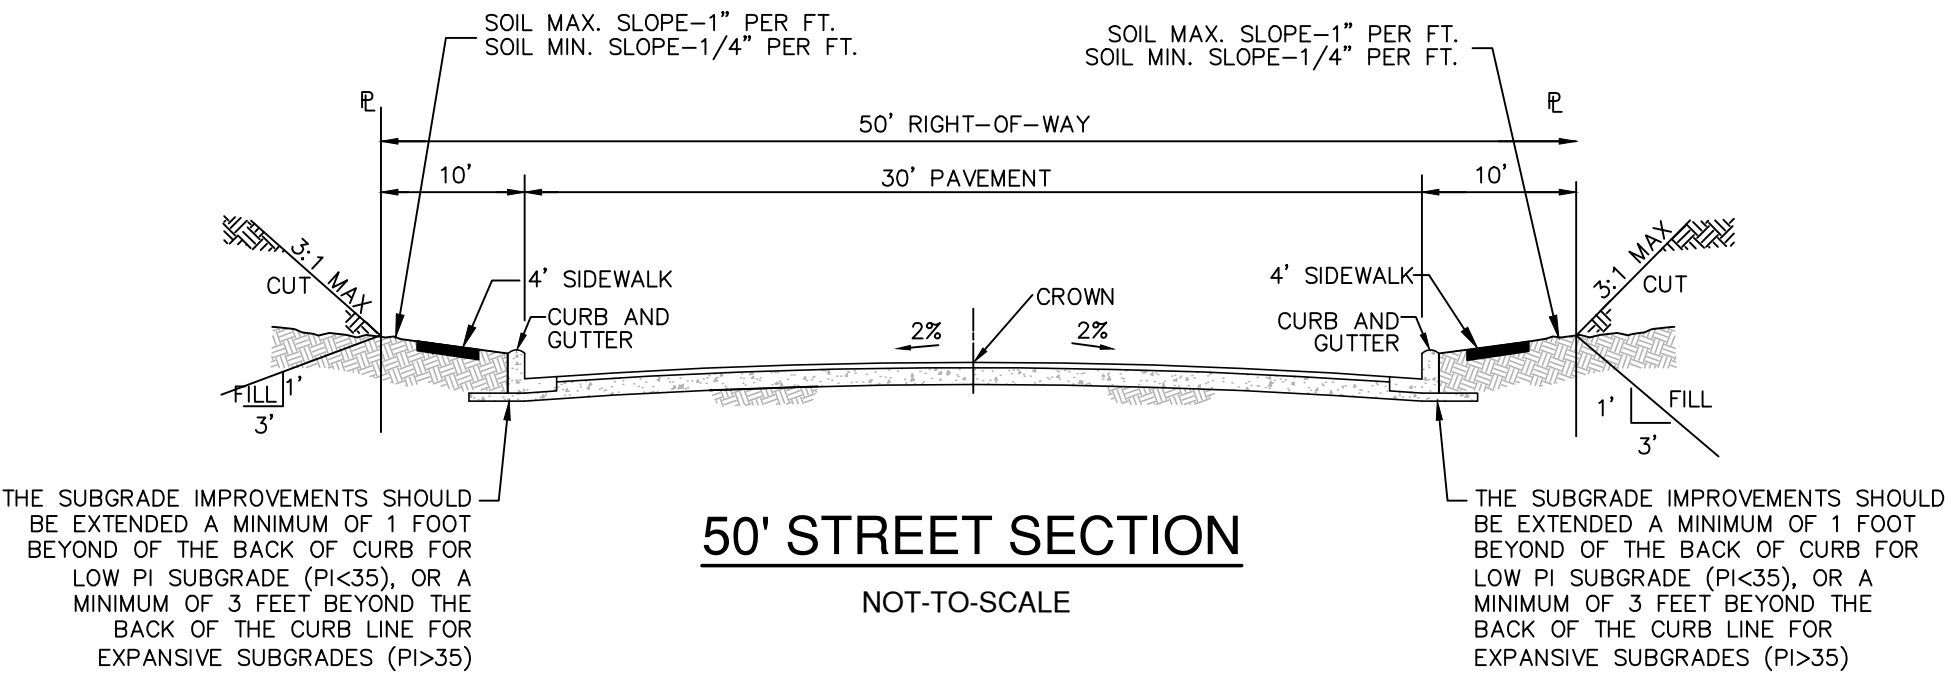 SOIL MAX. SLOPE-1" PER FT.
SOIL MIN. SLOPE-1/4" PER FT.
SOIL MAX. SLOPE-1" PER FT.
SOIL MIN. SLOPE-1/4" PER FT.
PL
PL
50' RIGHT-OF-WAY
10'
30' PAVEMENT
10'
3:1 MAX
CUT
4' SIDEWALK
CURB AND
GUTTER
CROWN
2%
2%
4' SIDEWALK
CURB AND
GUTTER
3:1 MAX
CUT
FILL
1'
3'
1'
3'
FILL
THE SUBGRADE IMPROVEMENTS SHOULD
BE EXTENDED A MINIMUM OF 1 FOOT
BEYOND OF THE BACK OF CURB FOR
LOW PI SUBGRADE (PI<35), OR A
MINIMUM OF 3 FEET BEYOND THE
BACK OF THE CURB LINE FOR
EXPANSIVE SUBGRADES (PI>35)
50' STREET SECTION
NOT-TO-SCALE
THE SUBGRADE IMPROVEMENTS SHOULD
BE EXTENDED A MINIMUM OF 1 FOOT
BEYOND OF THE BACK OF CURB FOR
LOW PI SUBGRADE (PI<35), OR A
MINIMUM OF 3 FEET BEYOND THE
BACK OF THE CURB LINE FOR
EXPANSIVE SUBGRADES (PI>35)